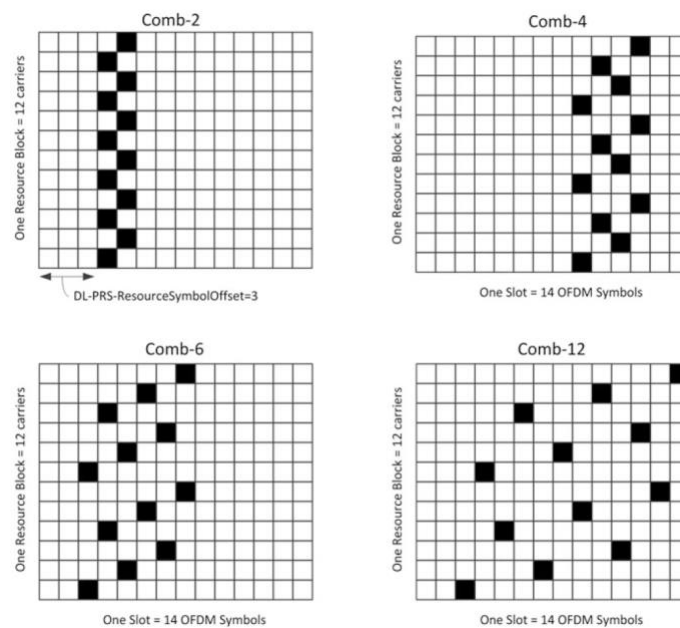 Comb-2
Comb-4
One Resource Block = 12 carriers
One Resource Block = 12 carriers
DL-PRS-ResourceSymbolOffset=3
One Slot = 14 OFDM Symbols
Comb-6
Comb-12
One Resource Block = 12 carriers
One Resource Block = 12 carriers
One Slot = 14 OFDM Symbols
One Slot = 14 OFDM Symbols